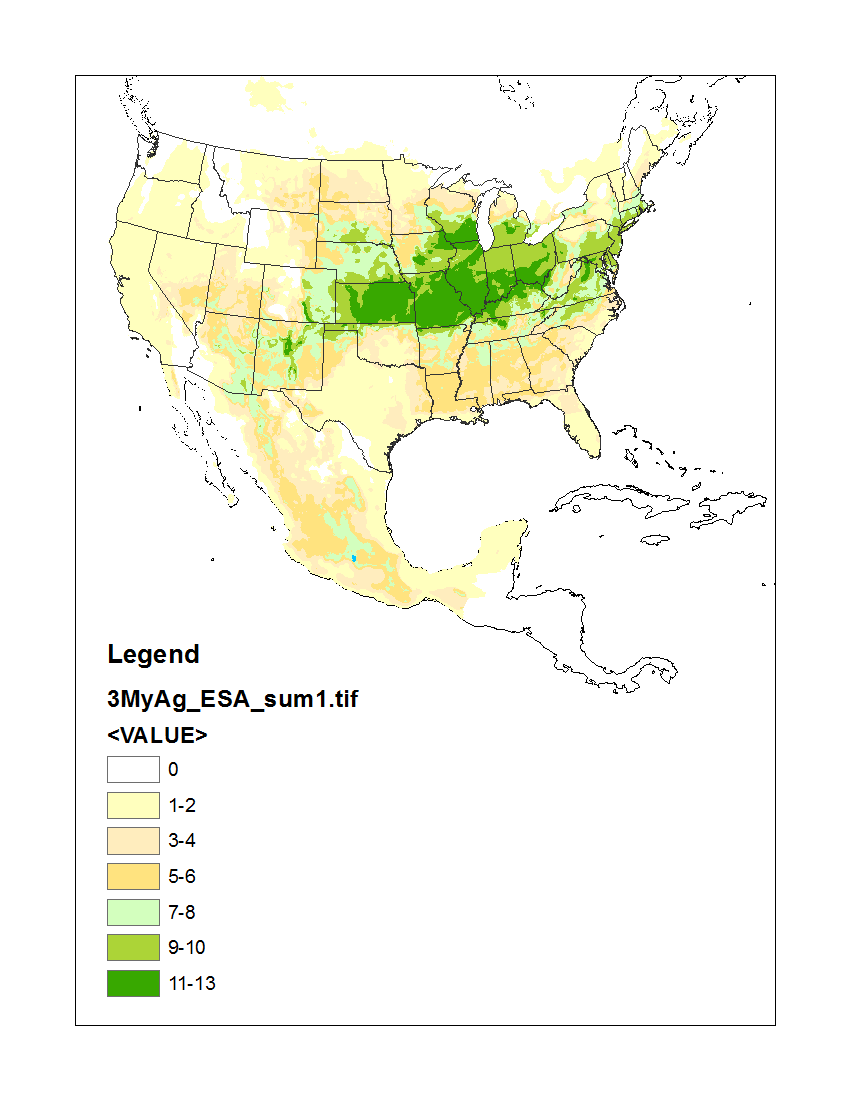 Legend
3MyAg_ESA_sum1.tif
<VALUE>
0
1-2
3-4
5-6
7-8
9-10
11-13